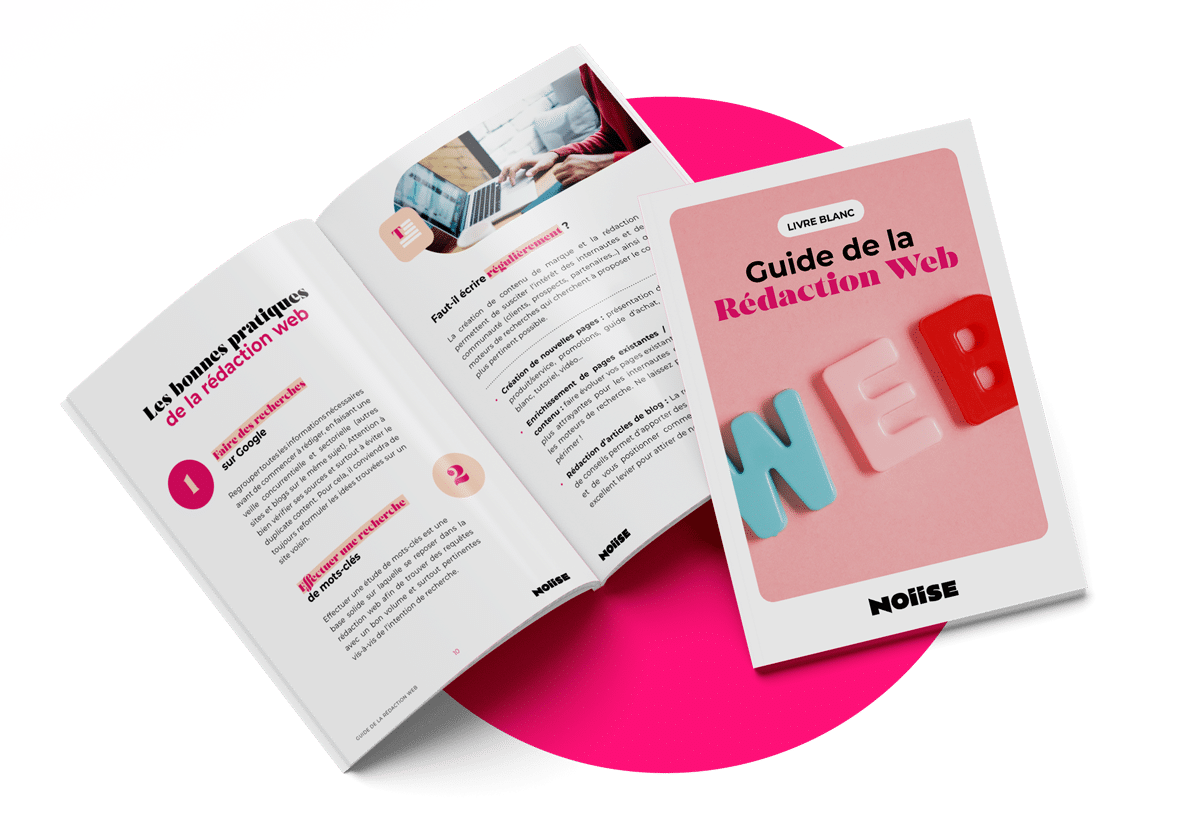 Les bonnes pratiques
de la rédaction web
1
Faire des recherches
sur Google
Regrouper toutes les informations nécessaires
avant de commencer à rédiger, en faisant une
veille concurrentielle et sectorielle (autres
sites et blogs sur le même sujet). Attention à
bien vérifier ses sources et surtout à éviter le
duplicate content. Pour cela, il conviendra de
toujours reformuler les idées trouvées sur un
site voisin.
2
Effectuer une recherche
de mots-clés
Effectuer une étude de mots-clés est une
base solide sur laquelle se reposer dans la
rédaction web afin de trouver des requêtes
avec un bon volume et surtout pertinentes
vis-à-vis de l'intention de recherche.
10
GUIDE DE LA RÉDACTION WEB
NOIISE
T
Faut-il écrire régulièrement ?
La création de contenu de marque et la rédaction
permettent de susciter l'intérêt des internautes et de
communauté (clients, prospects, partenaires...) ainsi
moteurs de recherches qui cherchent à proposer le
plus pertinent possible.
• Création de nouvelles pages : présentation
produit/service, promotions, guide d'achat,
blanc, tutoriel, vidéo...
• Enrichissement de pages existantes /
contenu : faire évoluer vos pages
plus attrayantes pour les internautes
les moteurs de recherche. Ne laissez
périmer !
• Rédaction d'articles de blog : La
de conseils permet d'apporter des
et de vous positionner
excellent levier pour attirer de
NOIISE
LIVRE BLANC
Guide de la
Rédaction Web
WEB
NOIISE